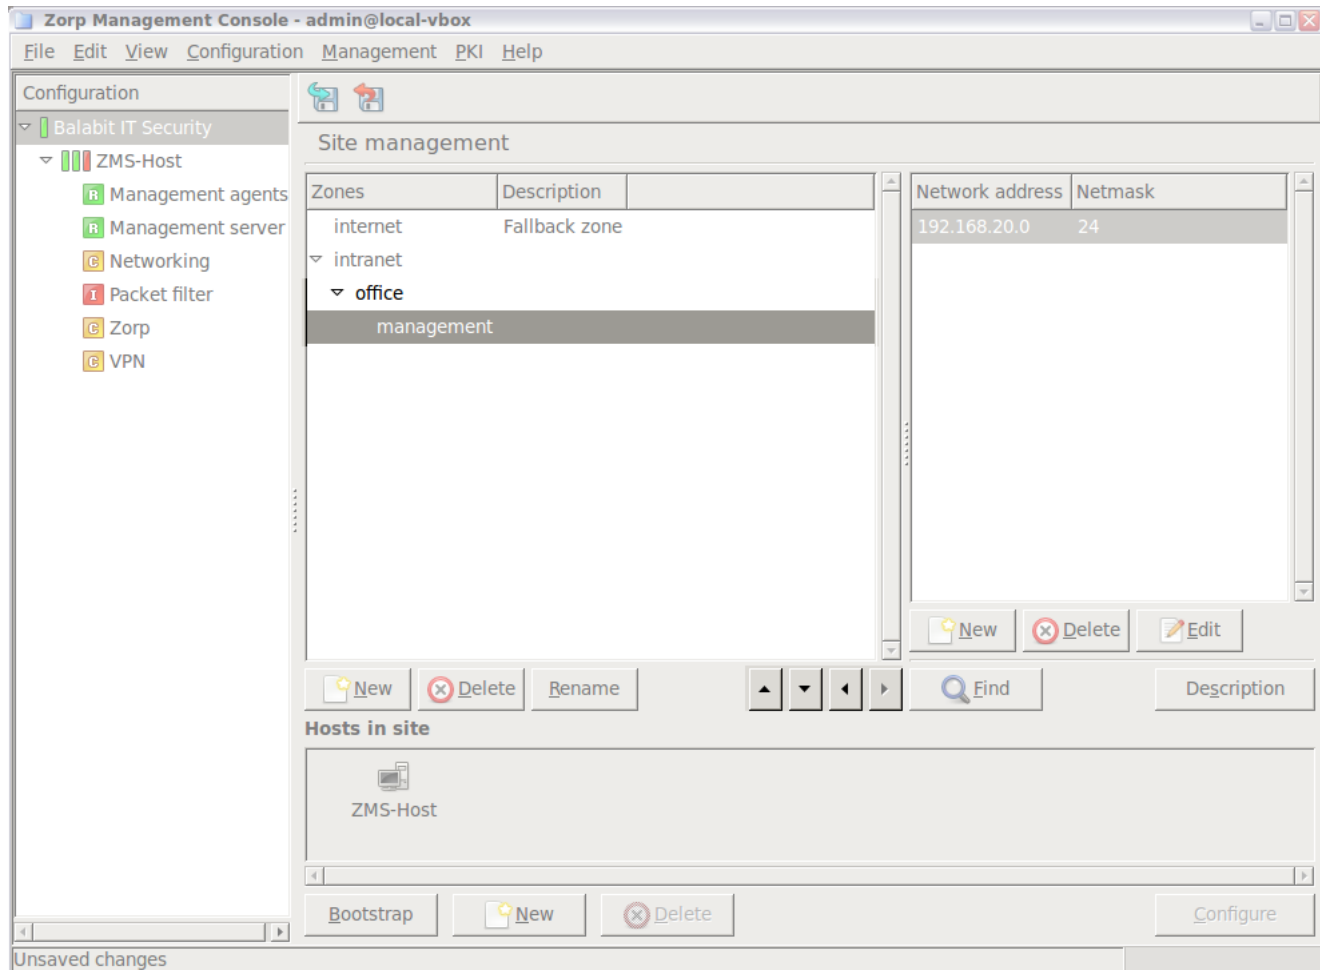 Zorp Management Console - admin@local-vbox
File Edit View Configuration Management PKI Help
Configuration
Balabit IT Security
ZMS-Host
R Management agents
R Management server
C Networking
I Packet filter
C Zorp
C VPN
Site management
Zones Description
internet Fallback zone
intranet
office
management
Network address Netmask
192.168.20.0 24
New Delete Edit
New Delete Rename
Find Description
Hosts in site
ZMS-Host
Bootstrap New Delete Configure
Unsaved changes